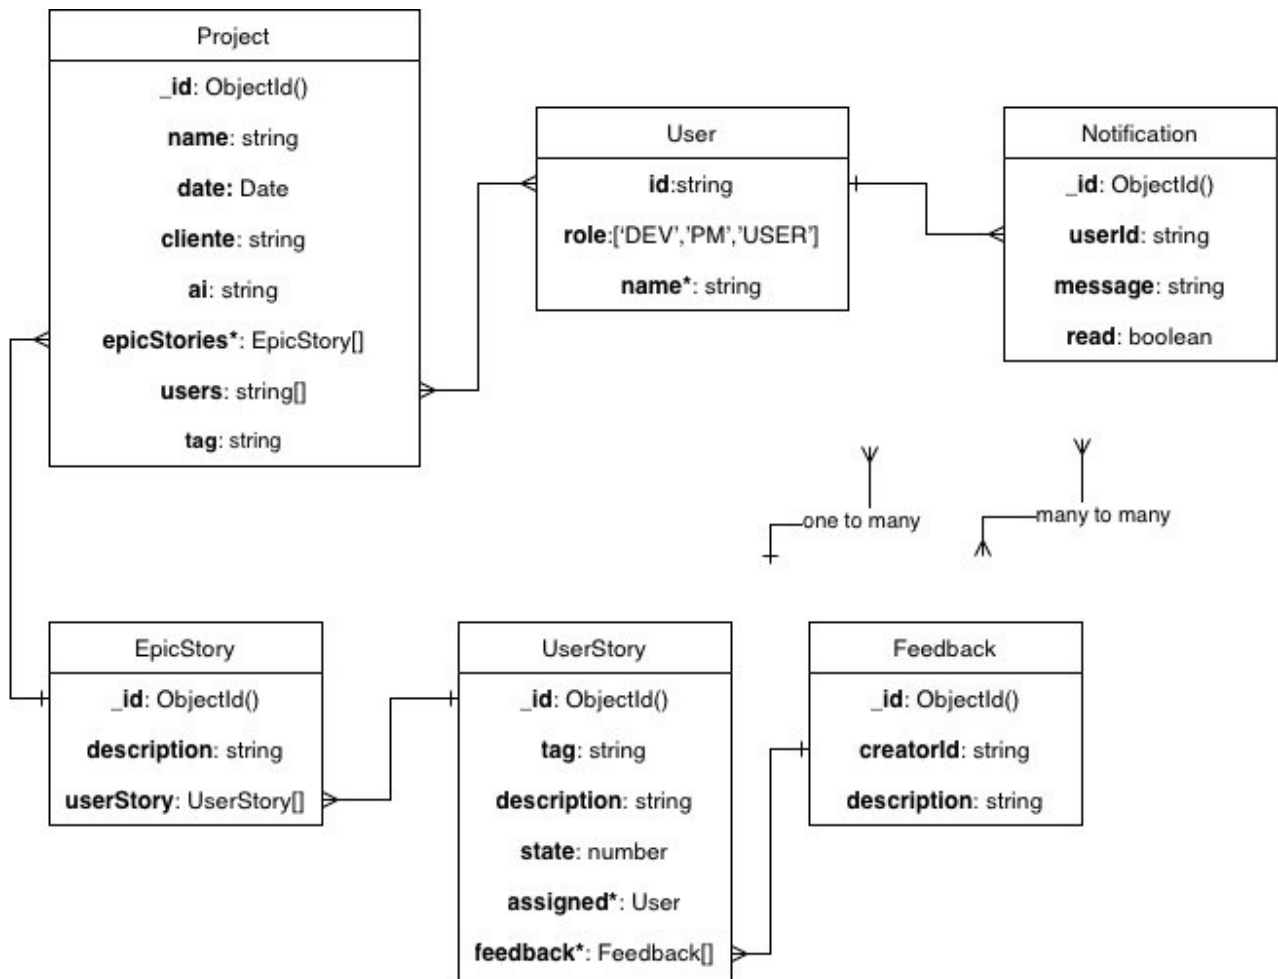 Project
_id: ObjectId()
name: string
date: Date
cliente: string
ai: string
epicStories*: EpicStory[]
users: string[]
tag: string
User
id:string
role:['DEV','PM','USER']
name*: string
Notification
_id: ObjectId()
userId: string
message: string
read: boolean
one to many
many to many
EpicStory
_id: ObjectId()
description: string
userStory: UserStory[]
UserStory
_id: ObjectId()
tag: string
description: string
state: number
assigned*: User
feedback*: Feedback[]
Feedback
_id: ObjectId()
creatorId: string
description: string